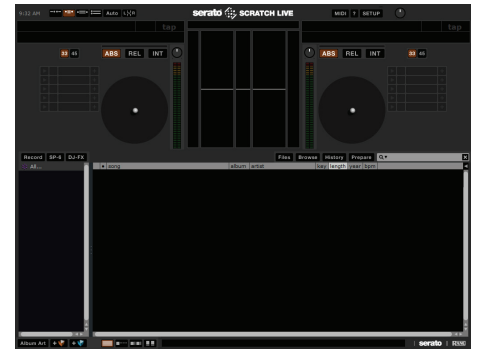 9:32 AM Auto L>R serato SCRATCH LIVE MIDI ? SETUP
tap tap
33 45 ABS REL INT ABS REL INT 33 45
Record SP-6 DJ-FX Files Browse History Prepare
All... song album artist key length year bpm
Album Art serato RANE